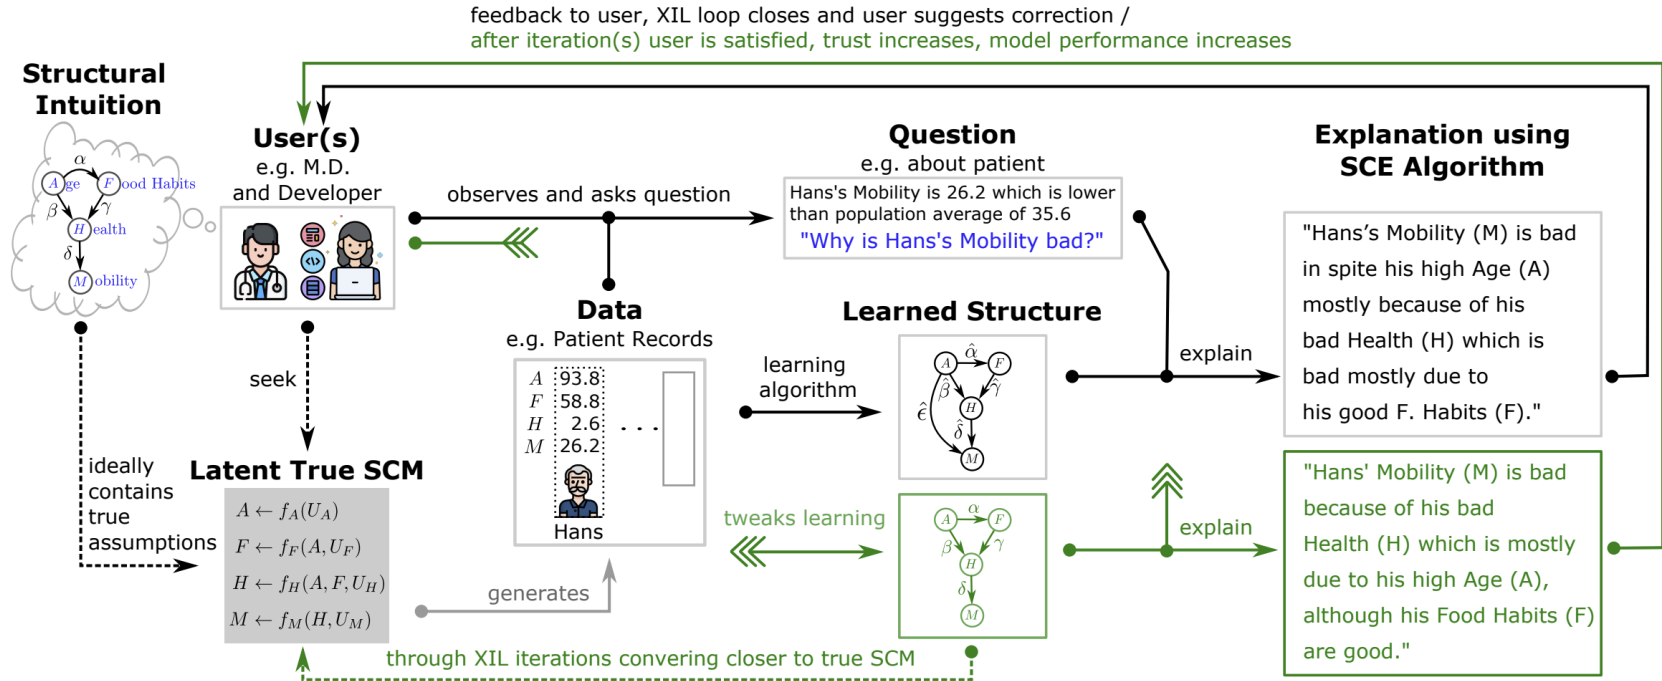 feedback to user, XIL loop closes and user suggests correction /
after iteration(s) user is satisfied, trust increases, model performance increases
Structural
Intuition
α
A ge
F ood Habits
β
γ
H ealth
δ
M obility
User(s)
e.g. M.D.
and Developer
observes and asks question
Question
e.g. about patient
Hans's Mobility is 26.2 which is lower
than population average of 35.6
"Why is Hans's Mobility bad?"
Explanation using
SCE Algorithm
"Hans’s Mobility (M) is bad
in spite his high Age (A)
mostly because of his
bad Health (H) which is
bad mostly due to
his good F. Habits (F)."
seek
ideally
contains
true
assumptions
Latent True SCM
A ← f_A(U_A)
F ← f_F(A, U_F)
H ← f_H(A, F, U_H)
M ← f_M(H, U_M)
generates
Data
e.g. Patient Records
A 93.8
F 58.8
H 2.6
M 26.2
...
Hans
learning
algorithm
Learned Structure
A α̂ F
β̂ γ̂
ϵ̂ H
δ̂
M
explain
tweaks learning
A α F
β γ
H
δ
M
explain
"Hans' Mobility (M) is bad
because of his bad
Health (H) which is mostly
due to his high Age (A),
although his Food Habits (F)
are good."
through XIL iterations convering closer to true SCM